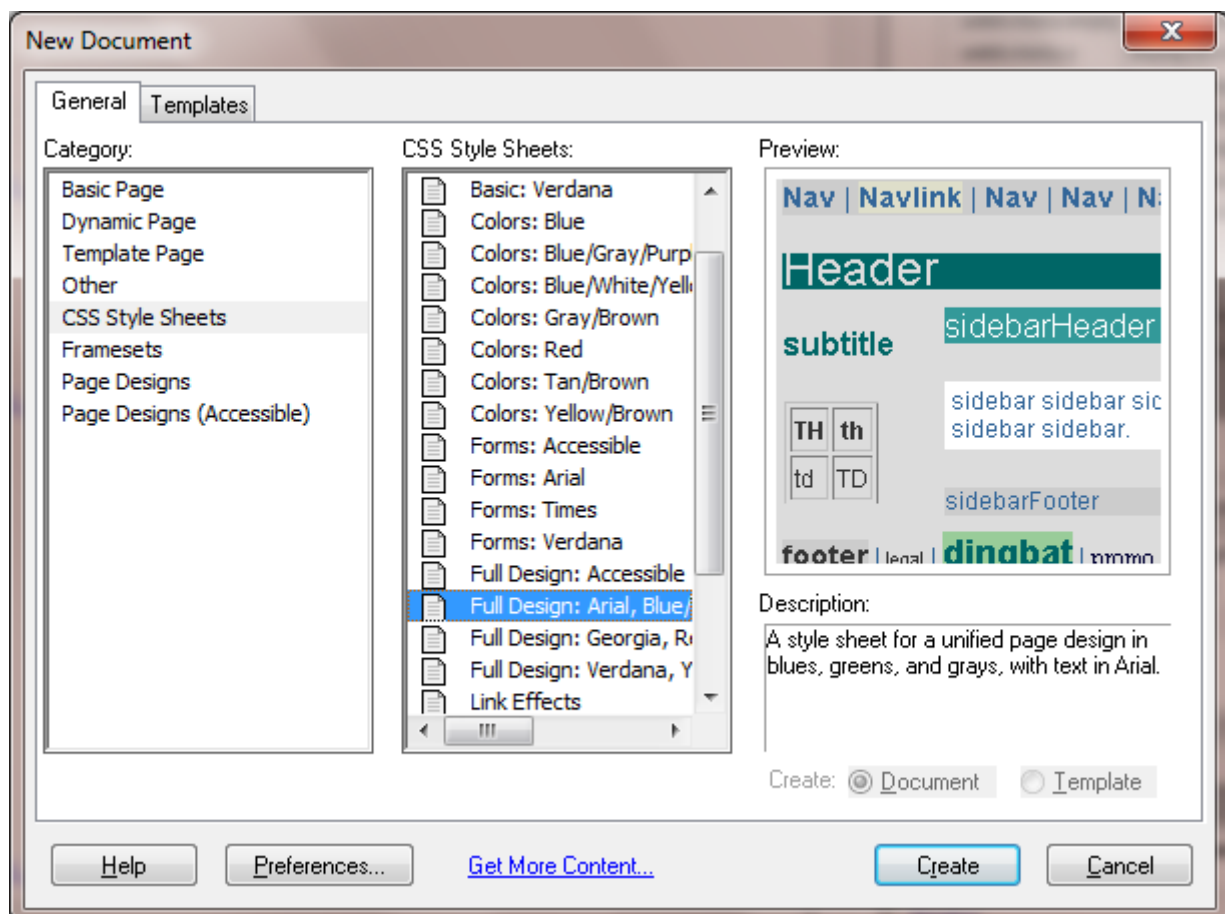 New Document
General
Templates
Category:
Basic Page
Dynamic Page
Template Page
Other
CSS Style Sheets
Framesets
Page Designs
Page Designs (Accessible)
CSS Style Sheets:
Basic: Verdana
Colors: Blue
Colors: Blue/Gray/Purp
Colors: Blue/White/Yell
Colors: Gray/Brown
Colors: Red
Colors: Tan/Brown
Colors: Yellow/Brown
Forms: Accessible
Forms: Arial
Forms: Times
Forms: Verdana
Full Design: Accessible
Full Design: Arial, Blue/
Full Design: Georgia, R
Full Design: Verdana, Y
Link Effects
Preview:
Nav | Navlink | Nav | Nav | N
Header
subtitle
sidebarHeader
sidebar sidebar sid
sidebar sidebar.
TH th
td TD
sidebarFooter
footer | legal | dingbat | promo
Description:
A style sheet for a unified page design in
blues, greens, and grays, with text in Arial.
Create: Document Template
Help
Preferences...
Get More Content...
Create
Cancel